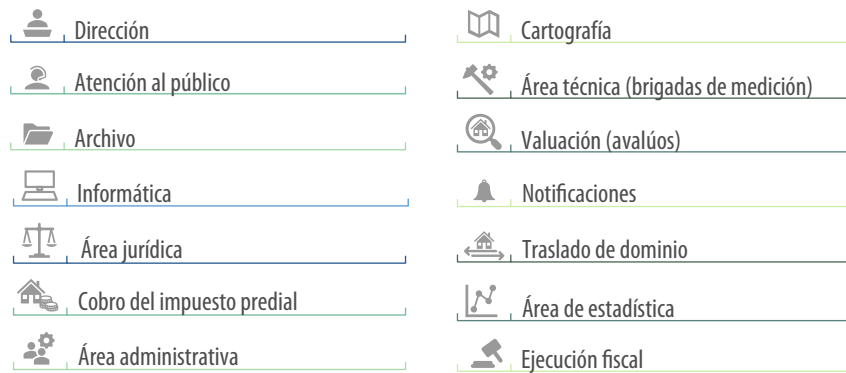 Dirección
Atención al público
Archivo
Informática
Área jurídica
Cobro del impuesto predial
Área administrativa
Cartografía
Área técnica (brigadas de medición)
Valuación (avalúos)
Notificaciones
Traslado de dominio
Área de estadística
Ejecución fiscal